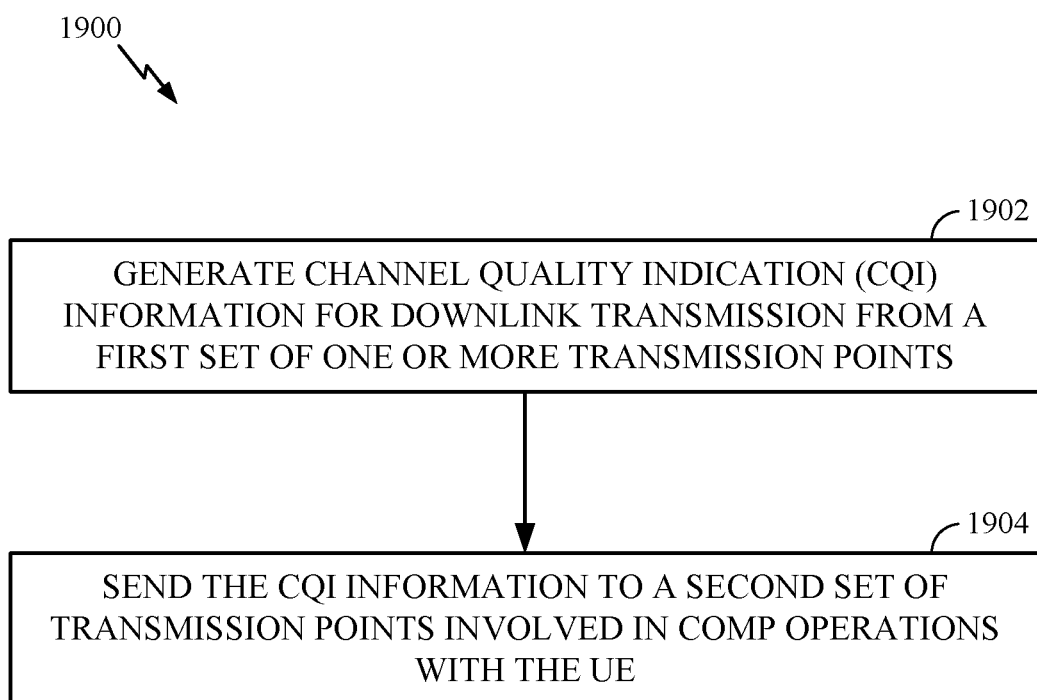 1900
1902
GENERATE CHANNEL QUALITY INDICATION (CQI)
INFORMATION FOR DOWNLINK TRANSMISSION FROM A
FIRST SET OF ONE OR MORE TRANSMISSION POINTS
1904
SEND THE CQI INFORMATION TO A SECOND SET OF
TRANSMISSION POINTS INVOLVED IN COMP OPERATIONS
WITH THE UE